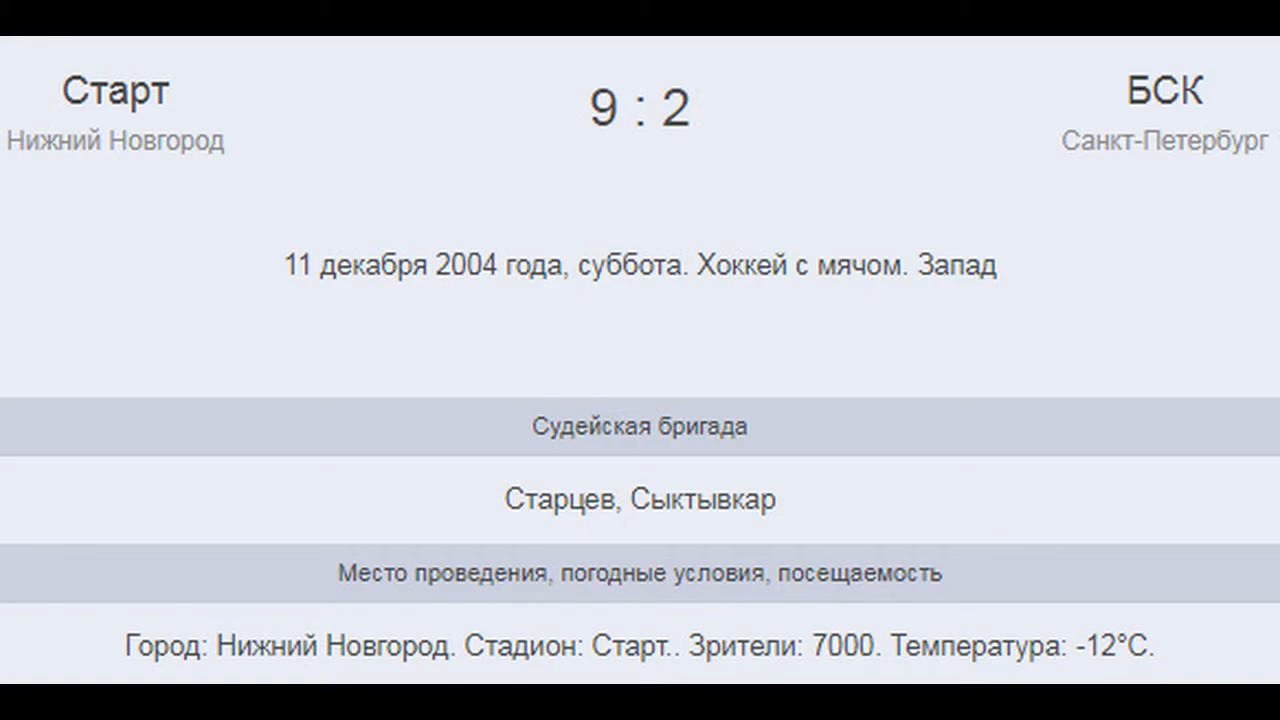 Старт
Нижний Новгород
9 : 2
БСК
Санкт-Петербург
11 декабря 2004 года, суббота. Хоккей с мячом. Запад
Судейская бригада
Старцев, Сыктывкар
Место проведения, погодные условия, посещаемость
Город: Нижний Новгород. Стадион: Старт.. Зрители: 7000. Температура: -12°C.